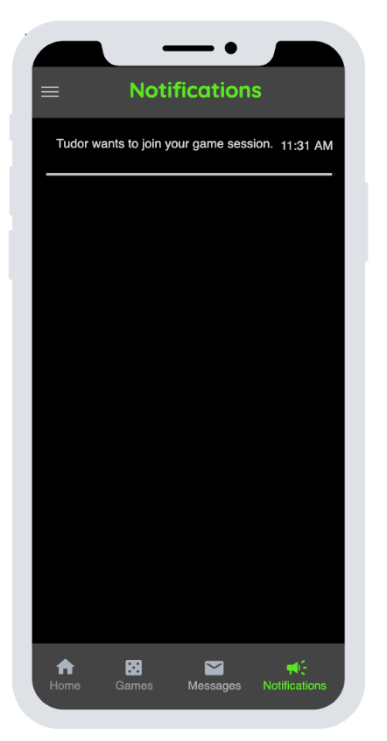 Notifications
Tudor wants to join your game session. 11:31 AM
Home Games Messages Notifications